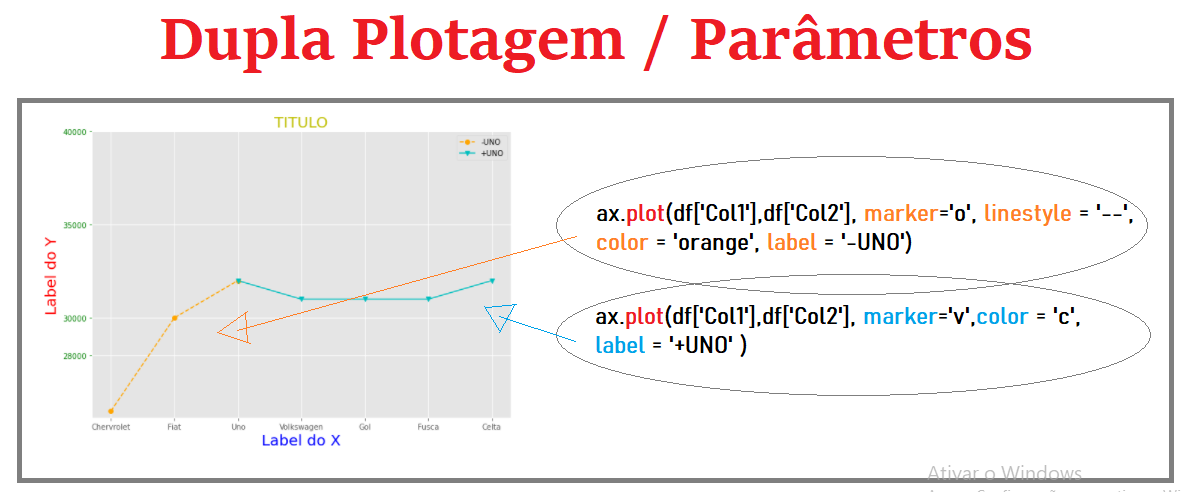 Dupla Plotagem / Parâmetros
TITULO
40000
35000
30000
28000
-UNO
+UNO
Label do Y
Chervrolet Fiat Uno Volkswagen Gol Fusca Celta
Label do X
ax.plot(df['Col1'],df['Col2'], marker='o', linestyle = '--',
color = 'orange', label = '-UNO')
ax.plot(df['Col1'],df['Col2'], marker='v',color = 'c',
label = '+UNO' )
Ativar o Windows